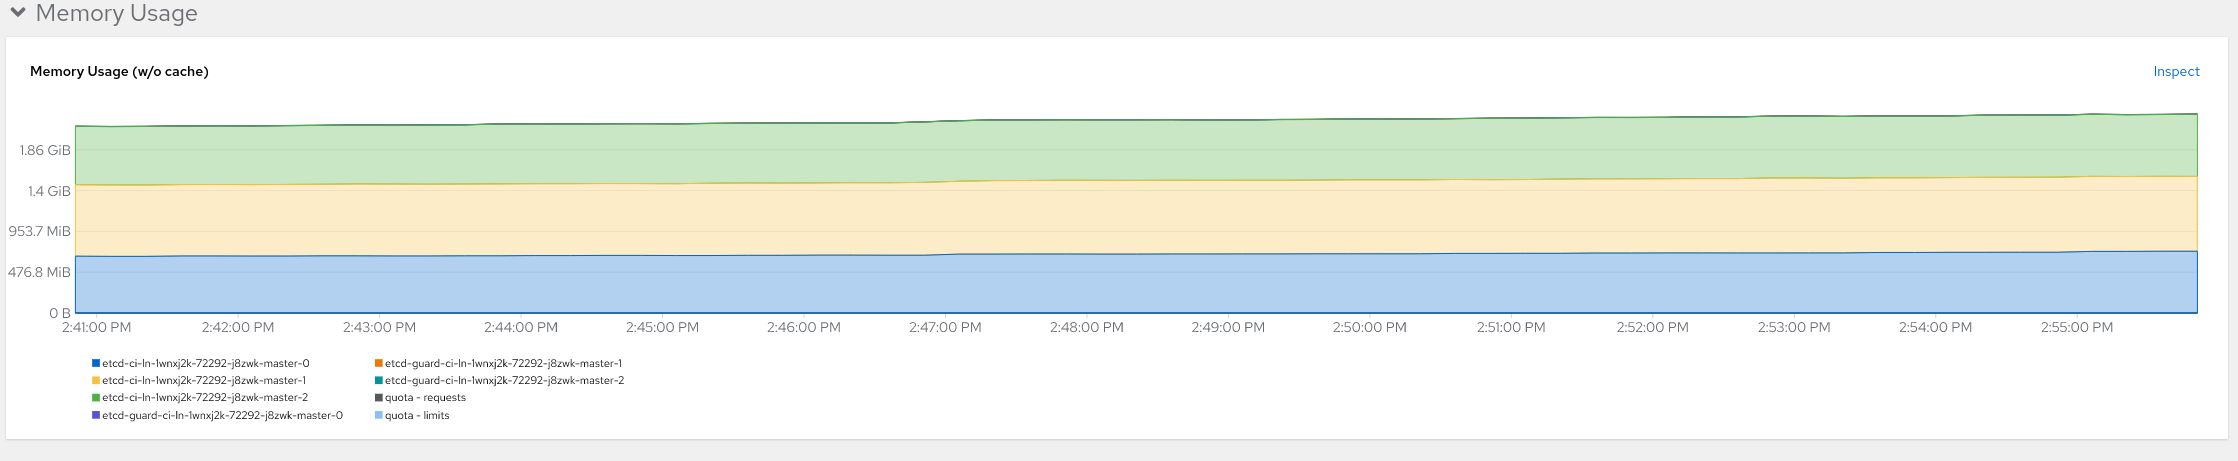 Memory Usage
Memory Usage (w/o cache)
Inspect
1.86 GiB
1.4 GiB
953.7 MiB
476.8 MiB
0 B
2:41:00 PM 2:42:00 PM 2:43:00 PM 2:44:00 PM 2:45:00 PM 2:46:00 PM 2:47:00 PM 2:48:00 PM 2:49:00 PM 2:50:00 PM 2:51:00 PM 2:52:00 PM 2:53:00 PM 2:54:00 PM 2:55:00 PM
etcd-ci-ln-1wnxj2k-72292-j8zwk-master-0
etcd-ci-ln-1wnxj2k-72292-j8zwk-master-1
etcd-ci-ln-1wnxj2k-72292-j8zwk-master-2
etcd-guard-ci-ln-1wnxj2k-72292-j8zwk-master-0
etcd-guard-ci-ln-1wnxj2k-72292-j8zwk-master-1
etcd-guard-ci-ln-1wnxj2k-72292-j8zwk-master-2
quota - requests
quota - limits